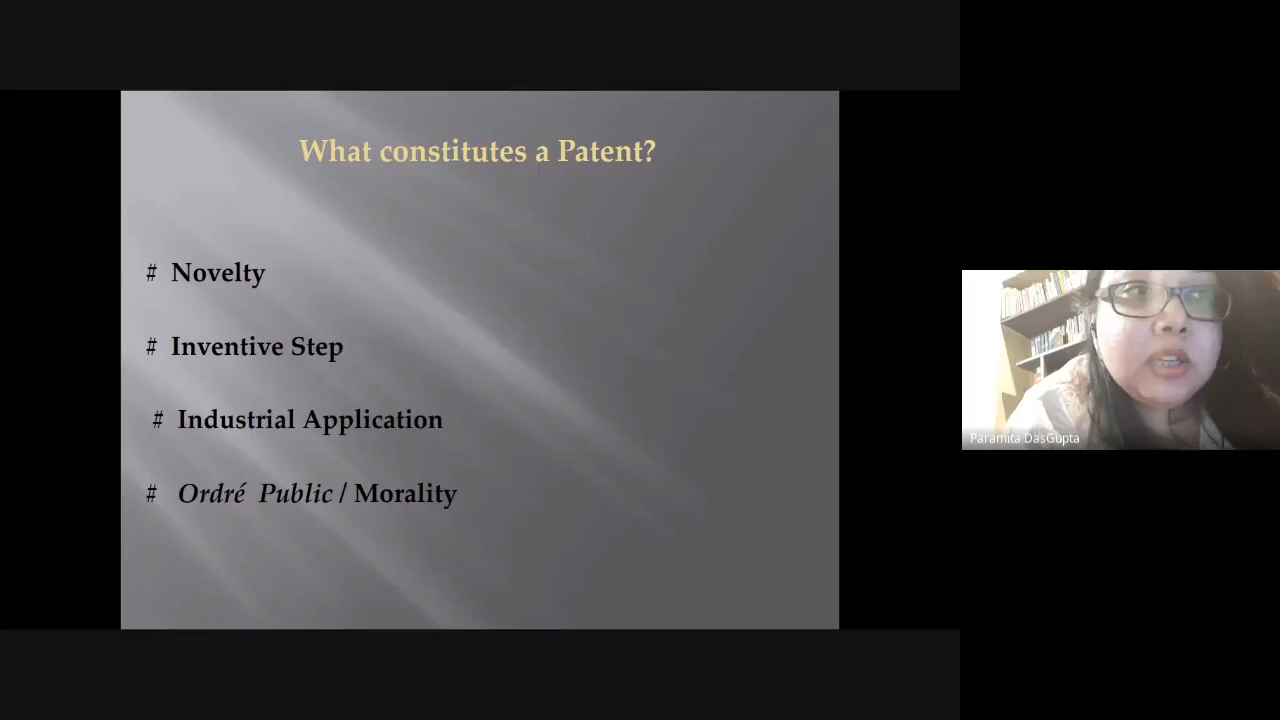 What constitutes a Patent?
# Novelty
# Inventive Step
# Industrial Application
# Ordré Public / Morality
Paramita DasGupta